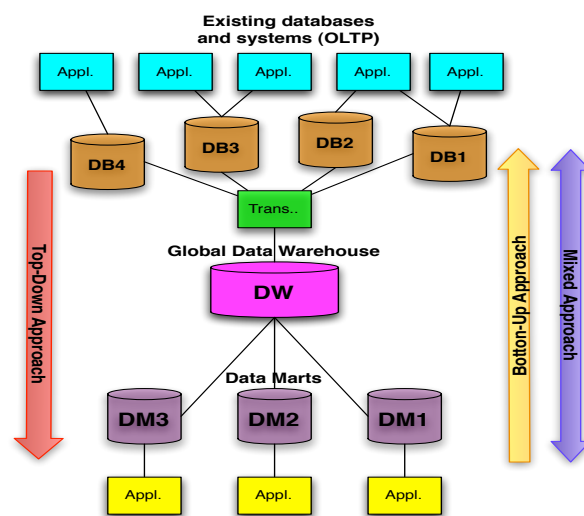 Existing databases
and systems (OLTP)
Appl.
Appl.
Appl.
Appl.
Appl.
DB4
DB3
DB2
DB1
Trans..
Global Data Warehouse
DW
Top-Down Approach
Botton-Up Approach
Mixed Approach
Data Marts
DM3
DM2
DM1
Appl.
Appl.
Appl.